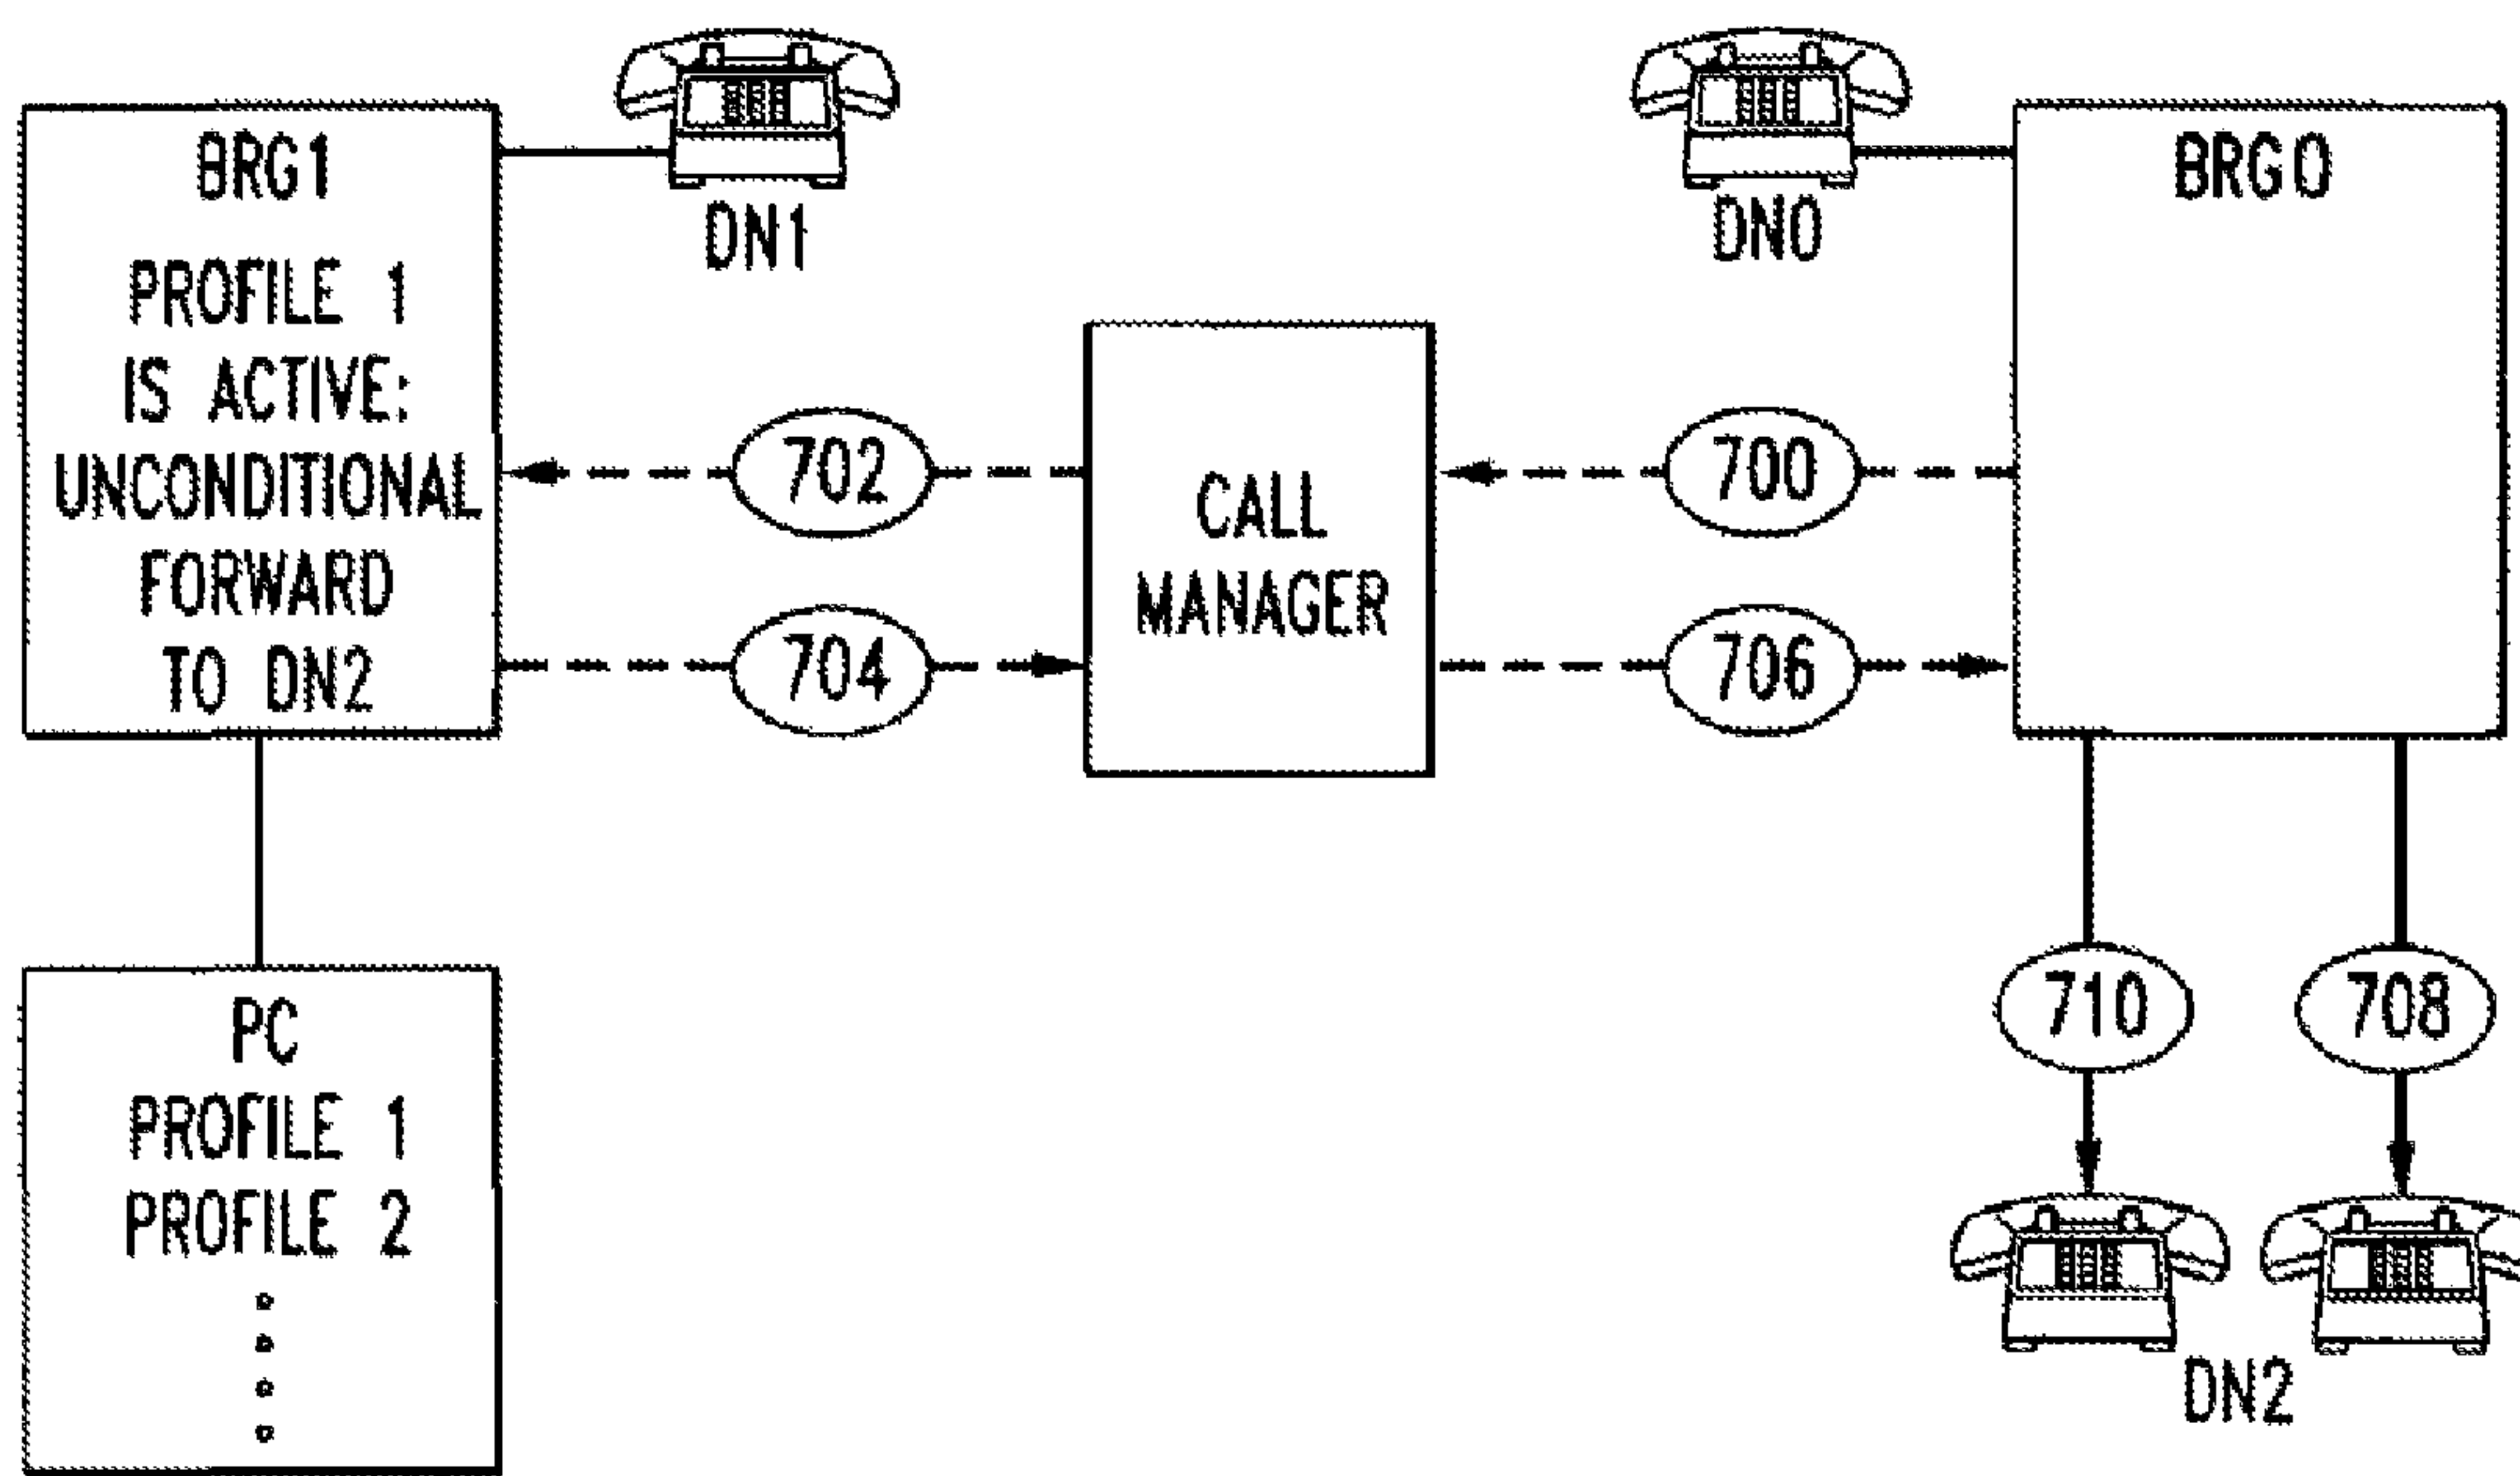 BRG1
PROFILE 1
IS ACTIVE:
UNCONDITIONAL
FORWARD
TO DN2
DN1
DN0
BRG0
702
700
CALL
MANAGER
704
706
PC
PROFILE 1
PROFILE 2
710
708
DN2